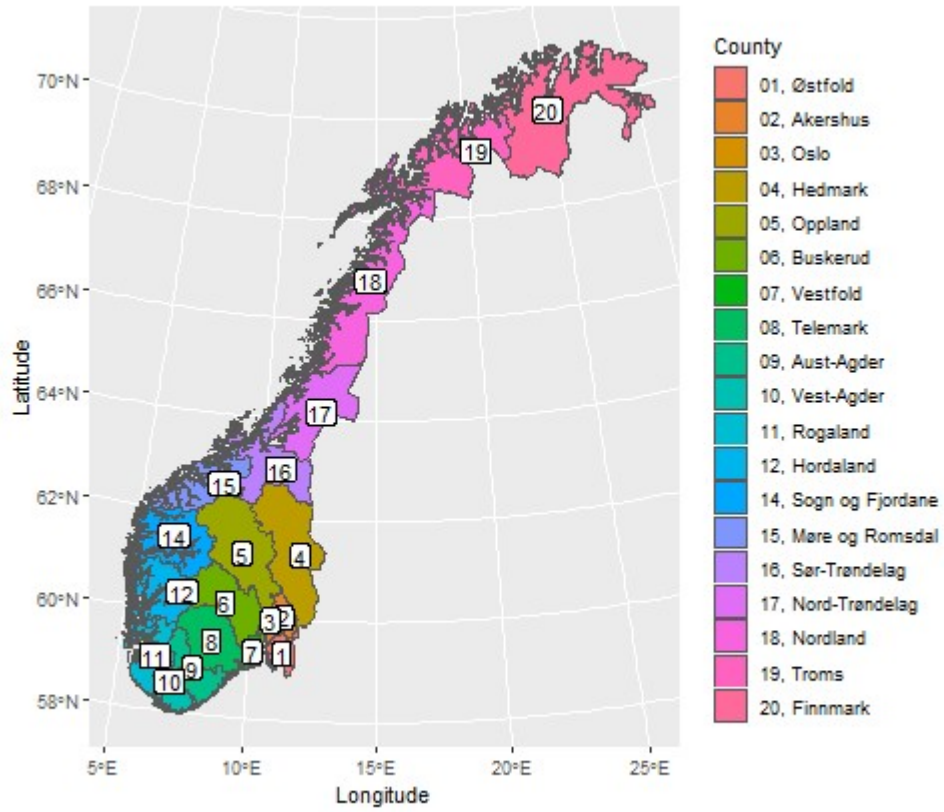 County
01, Østfold
02, Akershus
03, Oslo
04, Hedmark
05, Oppland
06, Buskerud
07, Vestfold
08, Telemark
09, Aust-Agder
10, Vest-Agder
11, Rogaland
12, Hordaland
14, Sogn og Fjordane
15, Møre og Romsdal
16, Sør-Trøndelag
17, Nord-Trøndelag
18, Nordland
19, Troms
20, Finnmark
Latitude
70°N
68°N
66°N
64°N
62°N
60°N
58°N
20
19
18
17
16
15
14
5
4
12
6
3
2
8
7
1
11
9
10
5°E
10°E
15°E
20°E
25°E
Longitude